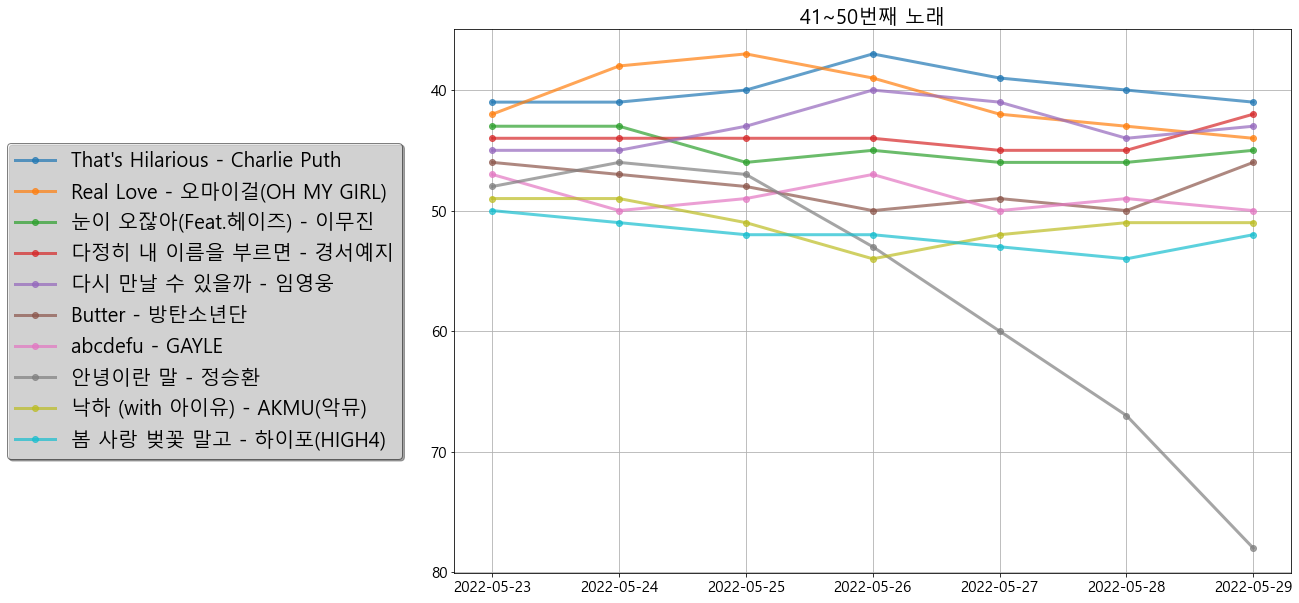 41~50번째 노래
That's Hilarious - Charlie Puth
Real Love - 오마이걸(OH MY GIRL)
눈이 오잖아(Feat.헤이즈) - 이무진
다정히 내 이름을 부르면 - 경서예지
다시 만날 수 있을까 - 임영웅
Butter - 방탄소년단
abcdefu - GAYLE
안녕이란 말 - 정승환
낙하 (with 아이유) - AKMU(악뮤)
봄 사랑 벚꽃 말고 - 하이포(HIGH4)
40
50
60
70
80
2022-05-23 2022-05-24 2022-05-25 2022-05-26 2022-05-27 2022-05-28 2022-05-29